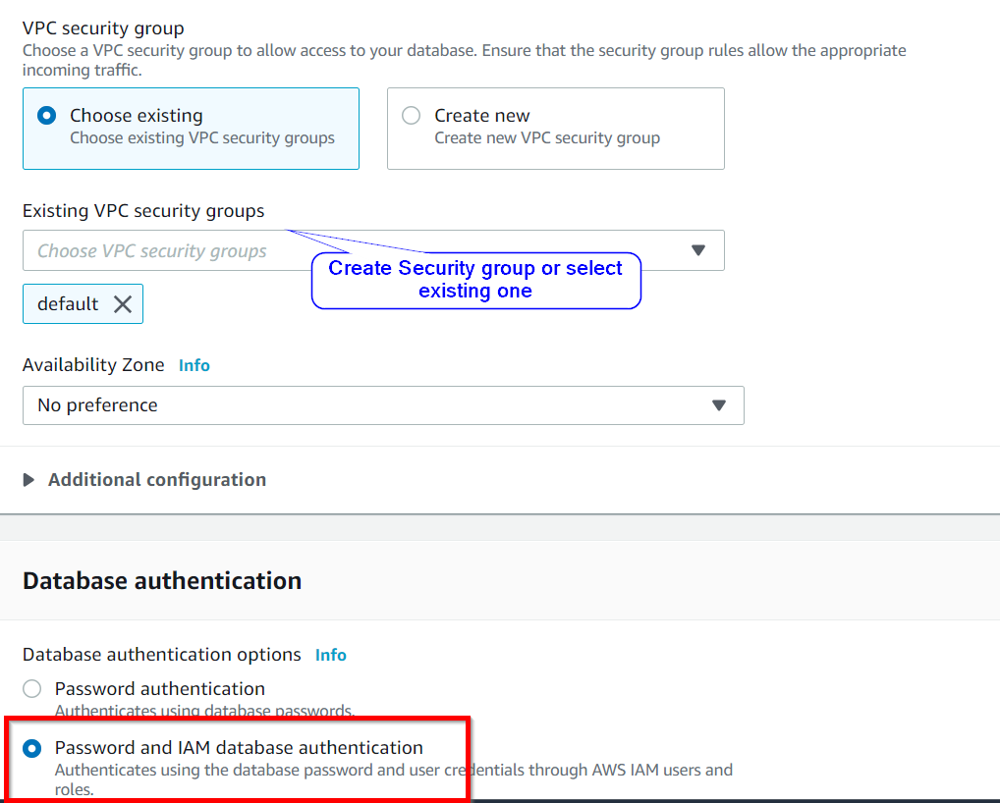 VPC security group
Choose a VPC security group to allow access to your database. Ensure that the security group rules allow the appropriate
incoming traffic.
Choose existing
Choose existing VPC security groups
Create new
Create new VPC security group
Existing VPC security groups
Choose VPC security groups
Create Security group or select
existing one
default
Availability Zone Info
No preference
Additional configuration
Database authentication
Database authentication options Info
Password authentication
Authenticates using database passwords.
Password and IAM database authentication
Authenticates using the database password and user credentials through AWS IAM users and
roles.